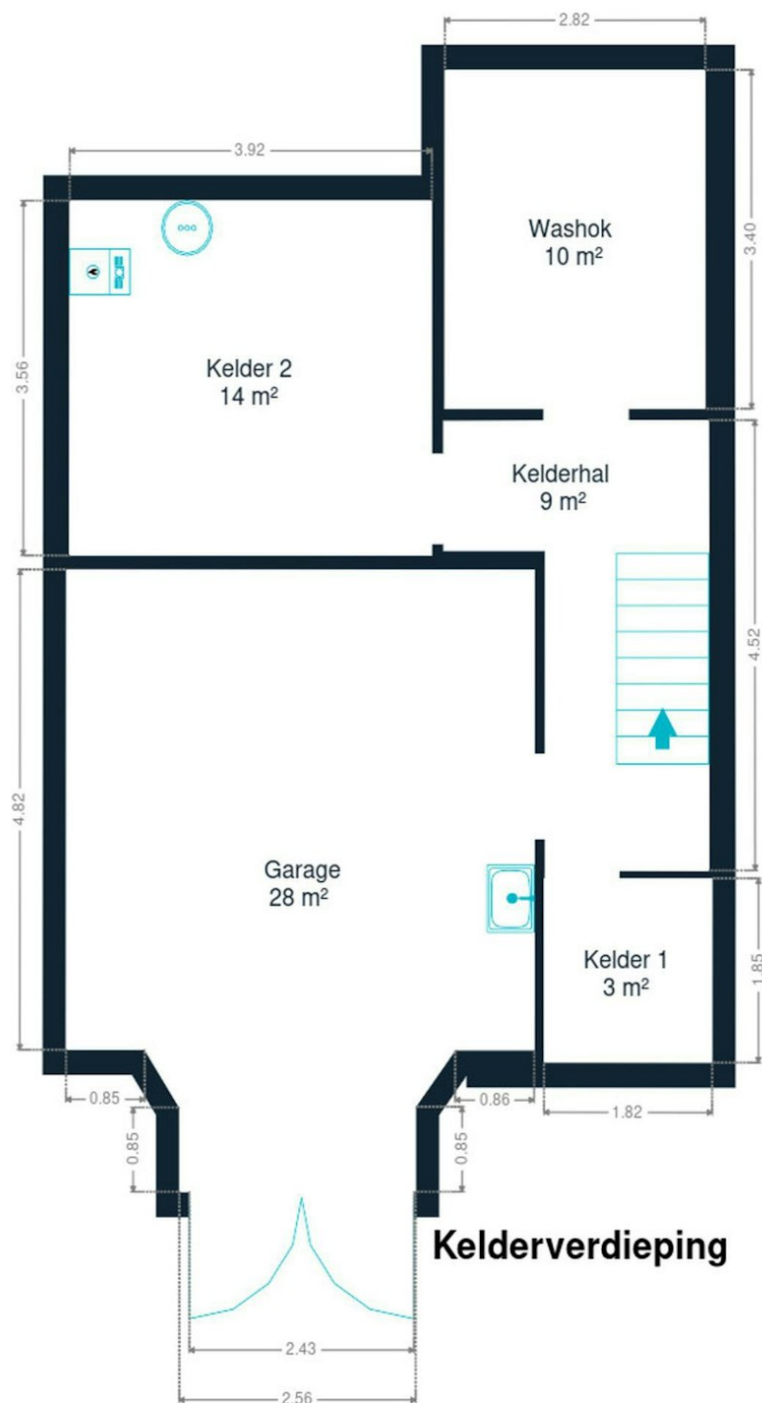 2.82
3.92
Washok
10 m²
3.40
3.56
Kelder 2
14 m²
Kelderhal
9 m²
4.52
4.82
Garage
28 m²
Kelder 1
3 m²
1.85
0.85
0.86
1.82
0.85
0.85
Kelderverdieping
2.43
2.56